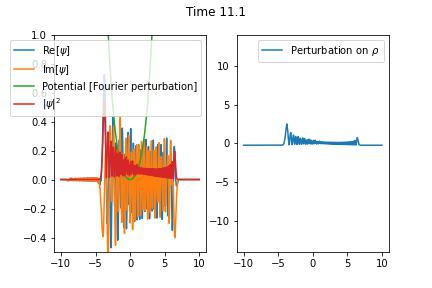 Time 11.1
Re[ψ]
Im[ψ]
Potential [Fourier perturbation]
|ψ|²
1.0
0.8
0.6
0.4
0.2
0.0
−0.2
−0.4
−10 −5 0 5 10
Perturbation on ρ
10
5
0
−5
−10
−10 −5 0 5 10